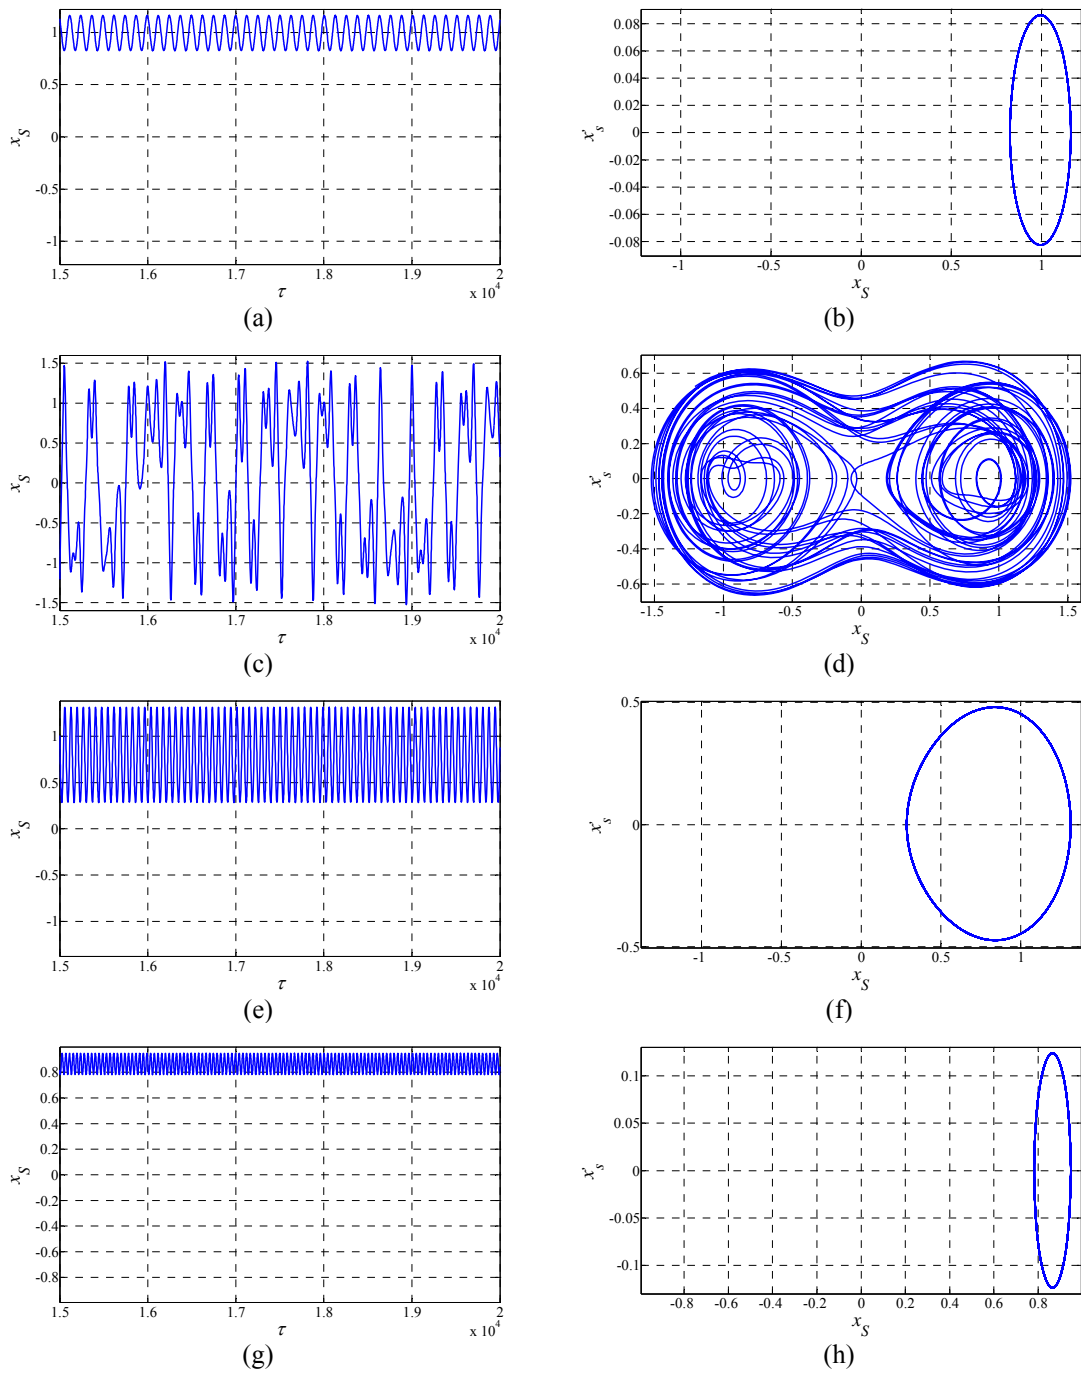 1
0.5
0
-0.5
-1
x_S
1.5 1.6 1.7 1.8 1.9 2
τ
x 10^4
(a)
0.08
0.06
0.04
0.02
0
-0.02
-0.04
-0.06
-0.08
x'_s
-1 -0.5 0 0.5 1
x_S
(b)
1.5
1
0.5
0
-0.5
-1
-1.5
x_S
1.5 1.6 1.7 1.8 1.9 2
τ
x 10^4
(c)
0.6
0.4
0.2
0
-0.2
-0.4
-0.6
x'_s
-1.5 -1 -0.5 0 0.5 1 1.5
x_S
(d)
1
0.5
0
-0.5
-1
x_S
1.5 1.6 1.7 1.8 1.9 2
τ
x 10^4
(e)
0.5
0
-0.5
x'_s
-1 -0.5 0 0.5 1
x_S
(f)
0.8
0.6
0.4
0.2
0
-0.2
-0.4
-0.6
-0.8
x_S
1.5 1.6 1.7 1.8 1.9 2
τ
x 10^4
(g)
0.1
0.05
0
-0.05
-0.1
x'_s
-0.8 -0.6 -0.4 -0.2 0 0.2 0.4 0.6 0.8
x_S
(h)